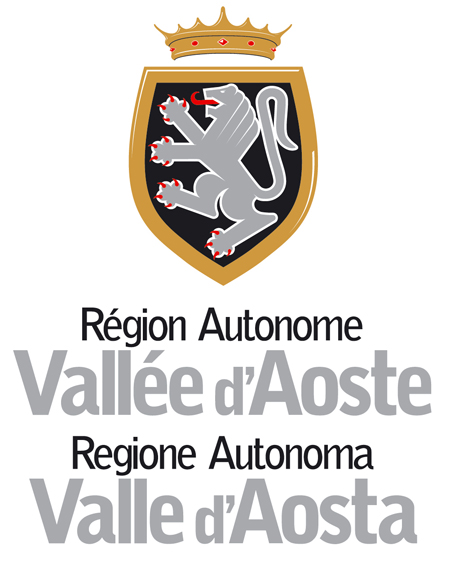 Région Autonome
Vallée d'Aoste
Regione Autonoma
Valle d'Aosta